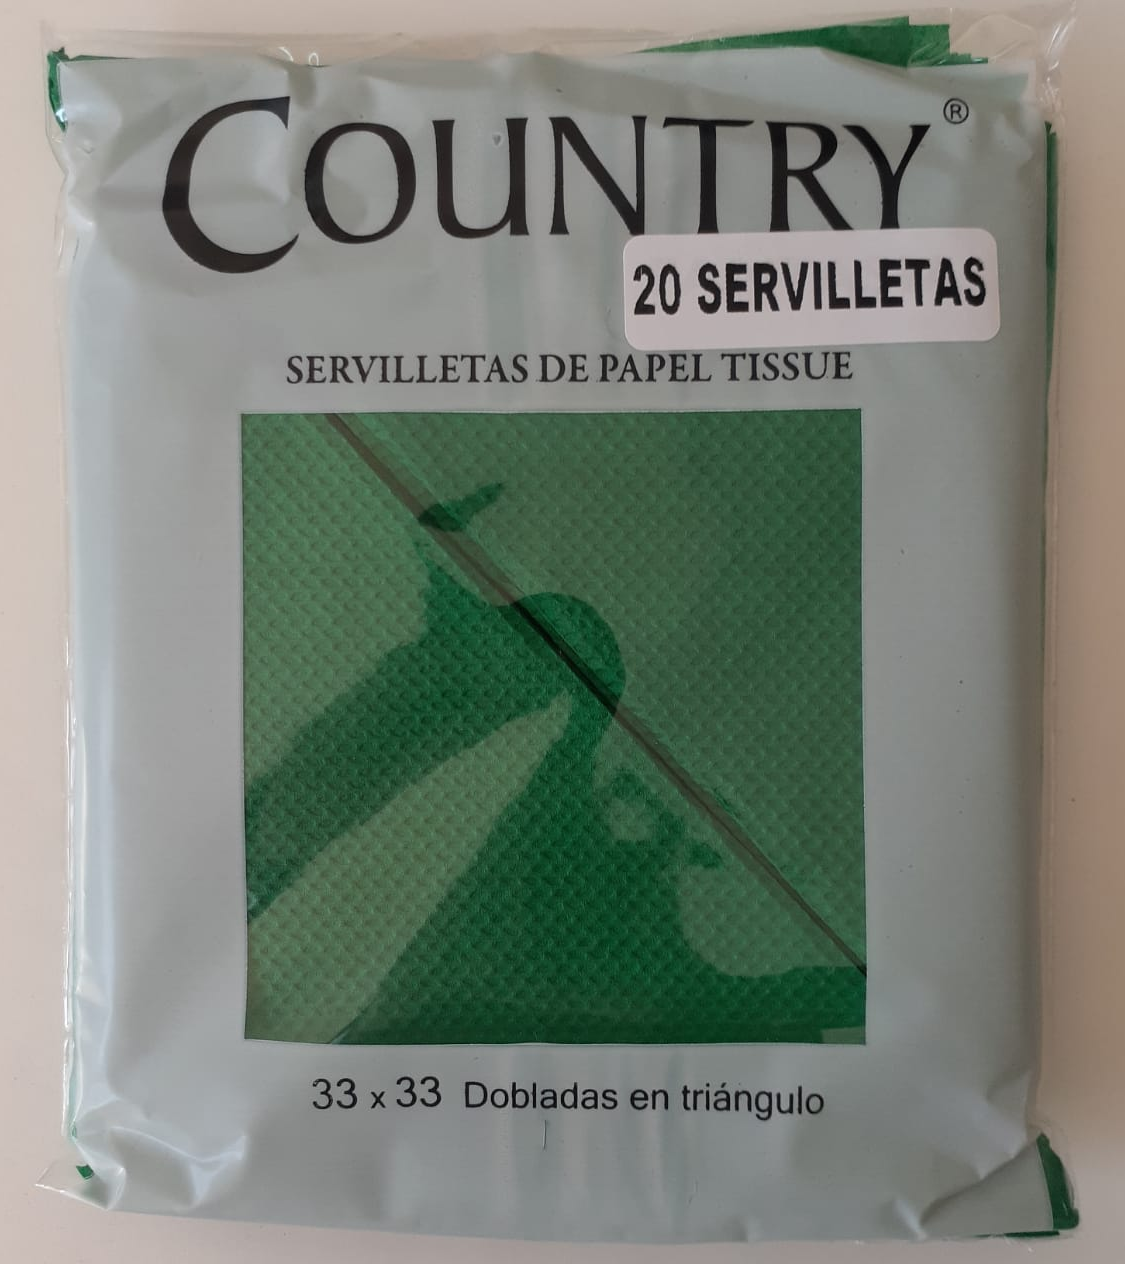 COUNTRY®
20 SERVILLETAS
SERVILLETAS DE PAPEL TISSUE
33 x 33 Dobladas en triángulo